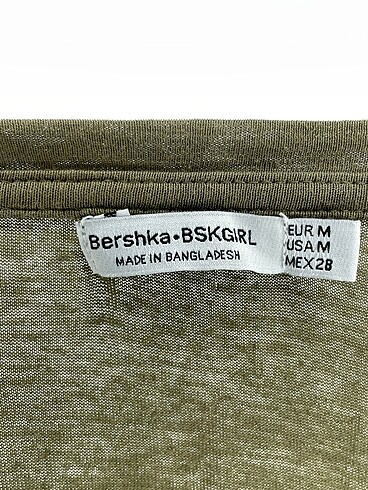 Bershka•BSKGIRL
MADE IN BANGLADESH
EUR M
USA M
MEX 28